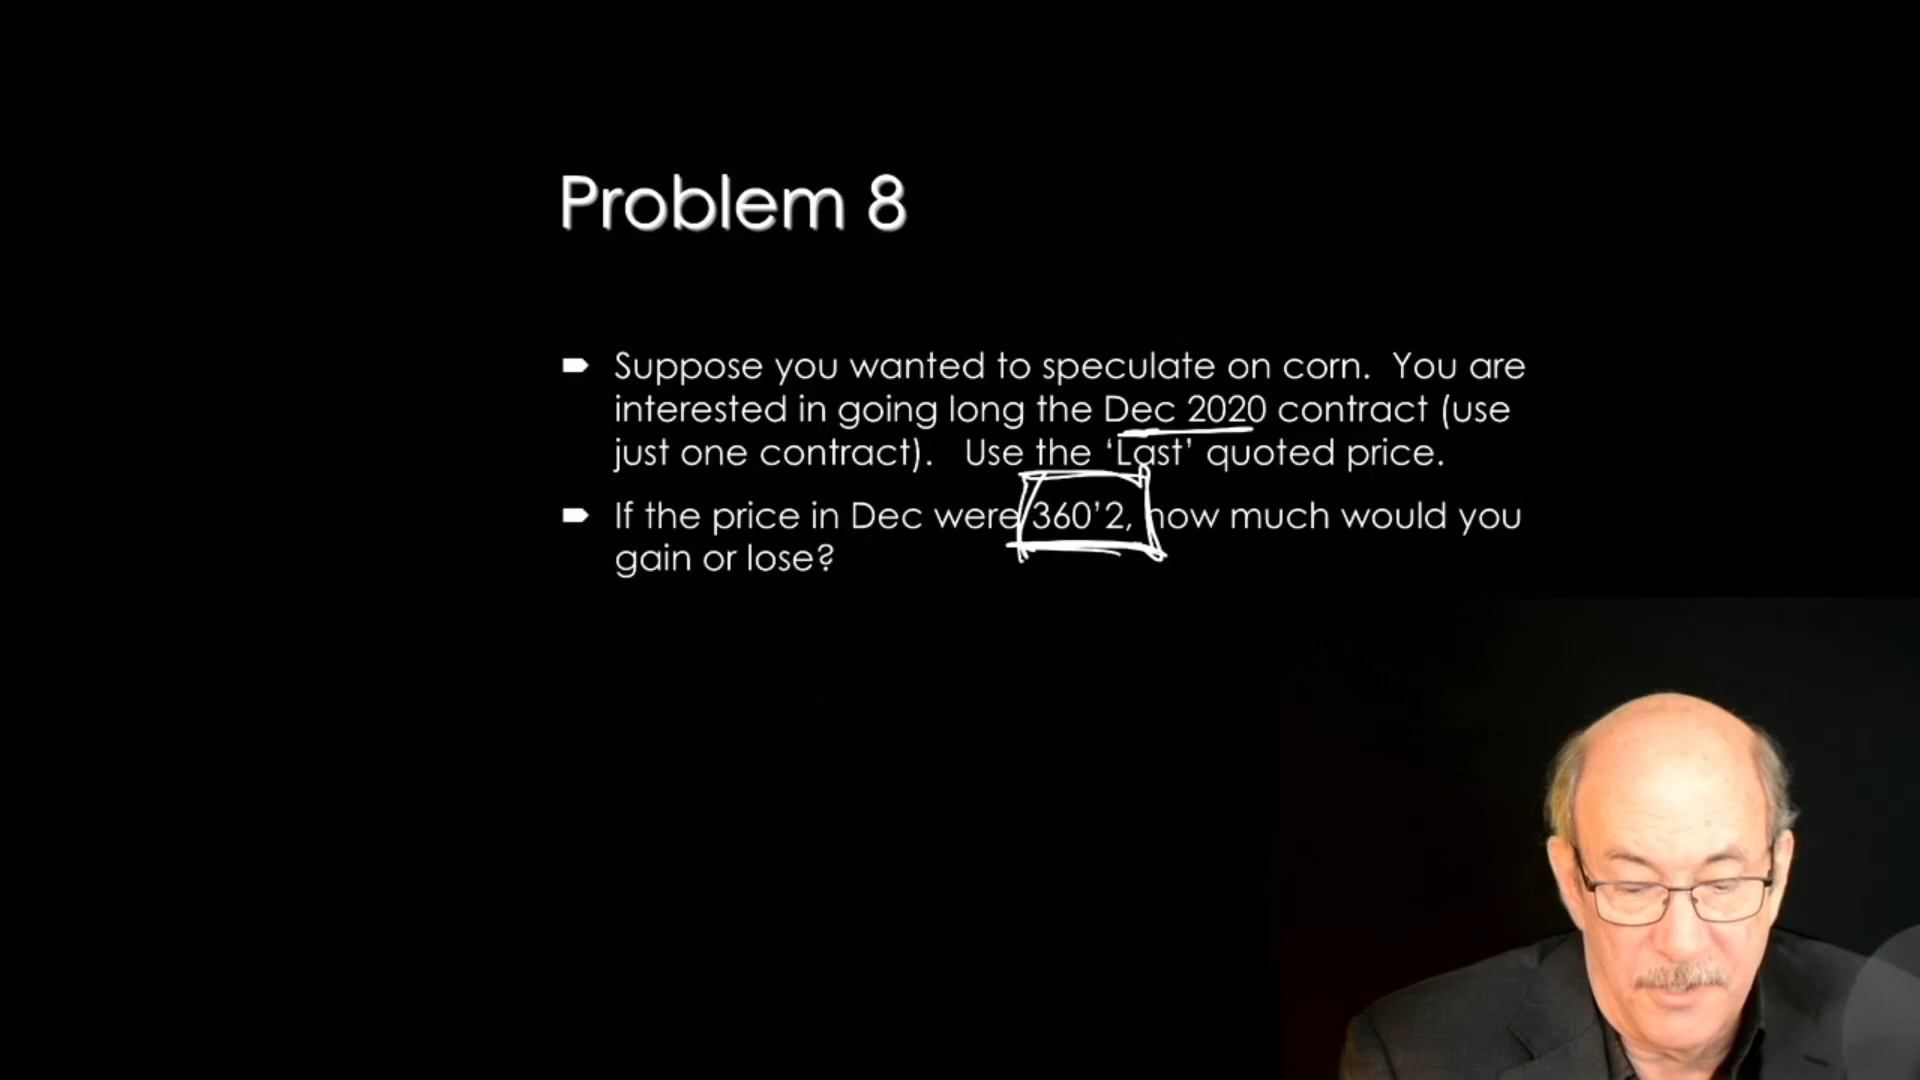 Problem 8
Suppose you wanted to speculate on corn. You are
interested in going long the Dec 2020 contract (use
just one contract). Use the ‘Last’ quoted price.
If the price in Dec were 360’2, how much would you
gain or lose?